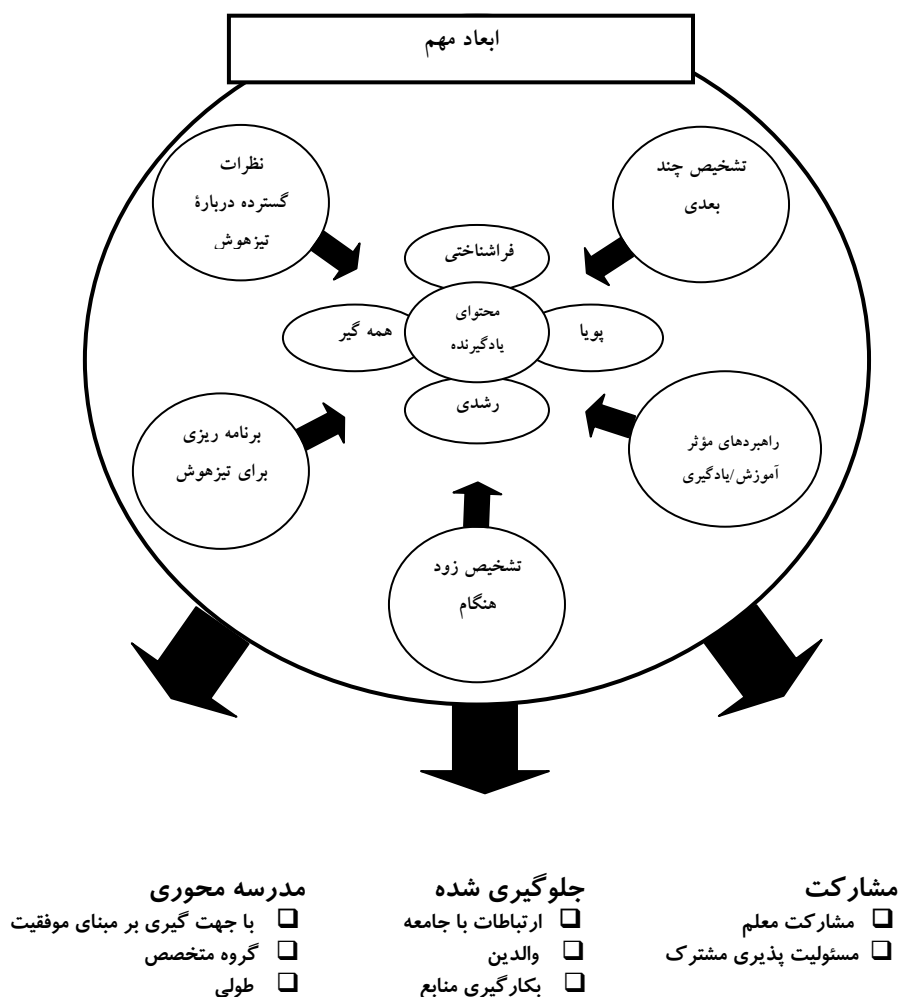 ابعاد مهم
تشخیص چند
بعدی
نظرات
گسترده دربارۀ
تیزهوش
فراشناختی
محتوای
یادگیرنده
پویا
همه گیر
رشدی
راهبردهای مؤثر
آموزش/یادگیری
برنامه ریزی
برای تیزهوش
تشخیص زود
هنگام
مشارکت
مشارکت معلم
مسئولیت پذیری مشترک
جلوگیری شده
ارتباطات با جامعه
والدین
بکارگیری منابع
مدرسه محوری
با جهت گیری بر مبنای موفقیت
گروه متخصص
طولی